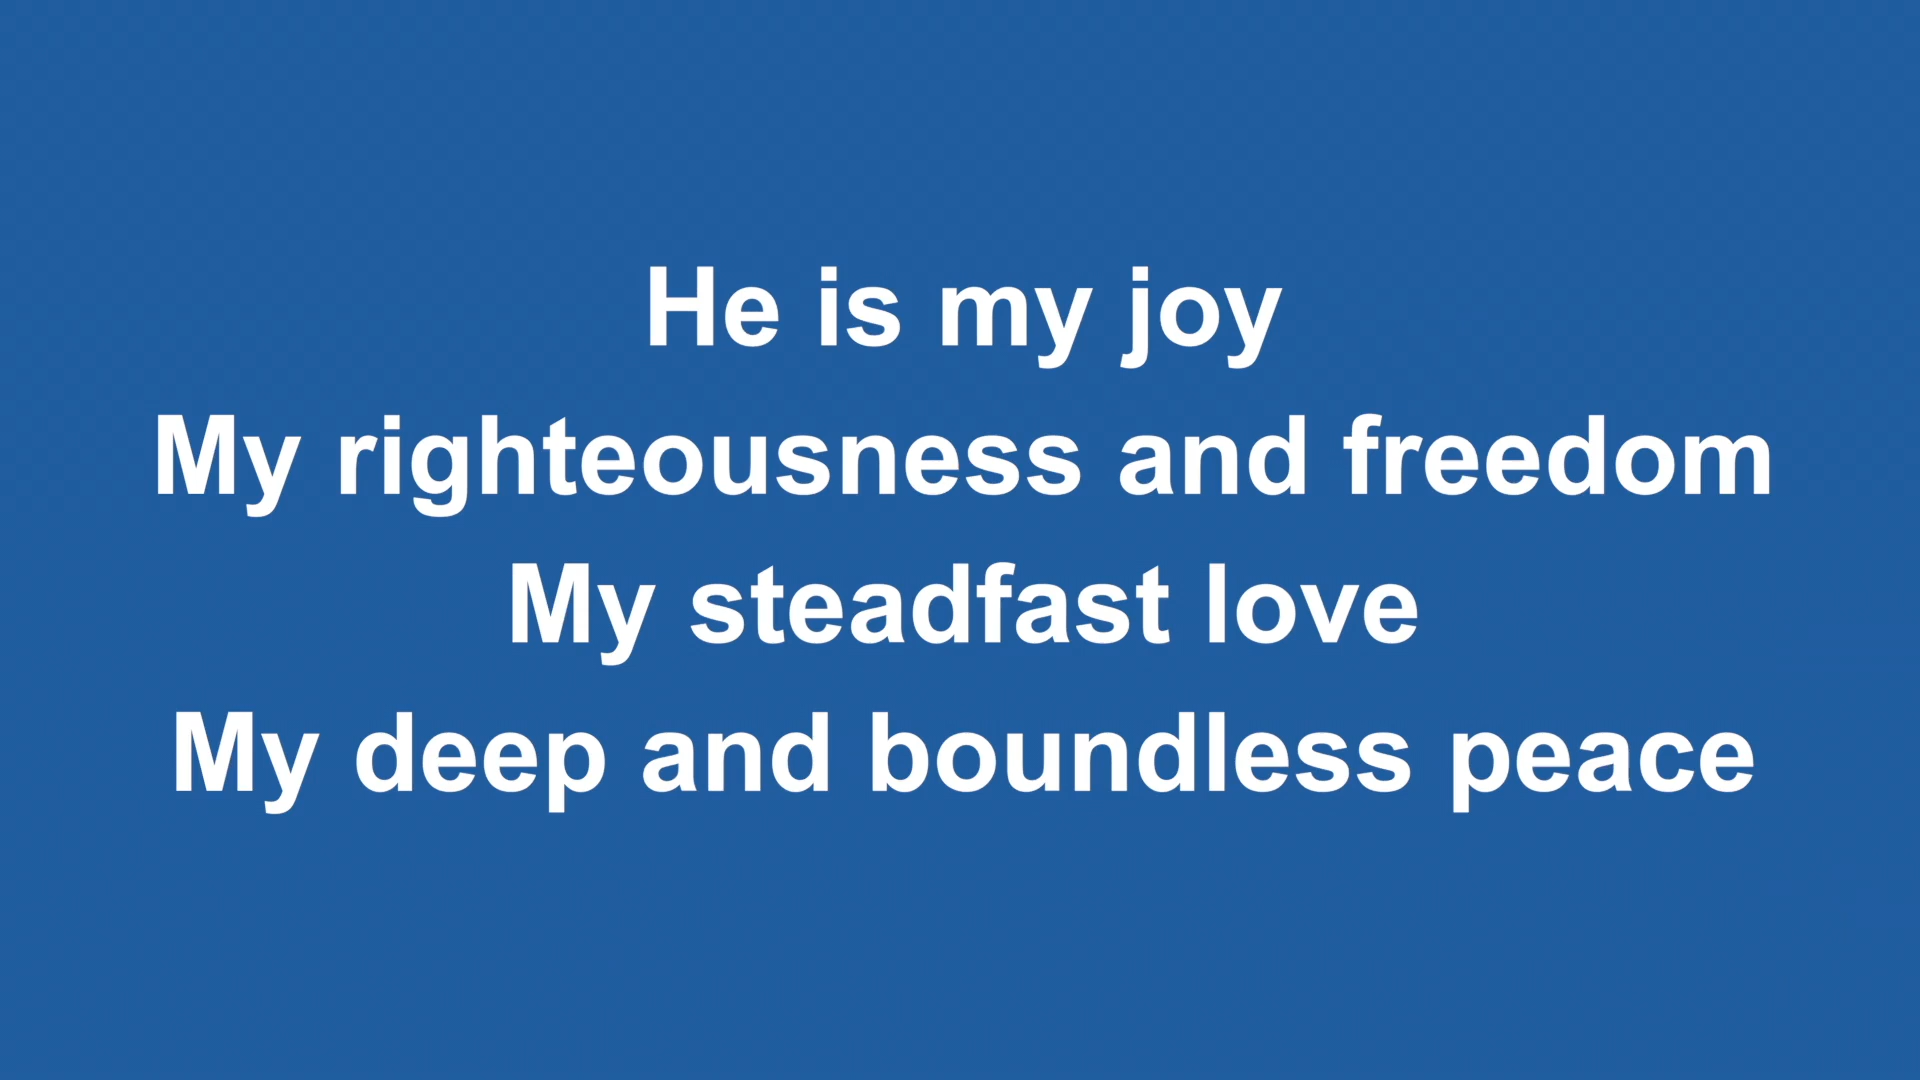 He is my joy
My righteousness and freedom
My steadfast love
My deep and boundless peace